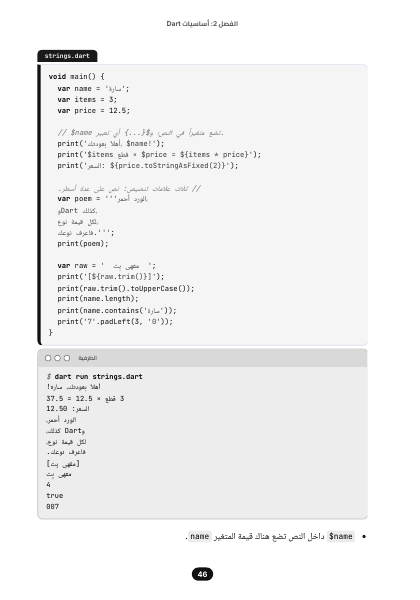 الفصل 2: أساسيات Dart
strings.dart
void main() {
var name = 'سارة';
var items = 3;
var price = 12.5;
// $name تضع متغيرًا في النص؛ و${...} أي تعبير.
print('أهلًا بعودتك، $name!');
print('$items قطع × $price = ${items * price}');
print('السعر: ${price.toStringAsFixed(2)}');
// ثلاث علامات تنصيص: نص على عدة أسطر.
var poem = '''الورد أحمر،
وDart كذلك،
لكل قيمة نوع،
فاعرف نوعك.''';
print(poem);
var raw = '  مقهى بِت  ';
print('[${raw.trim()}]');
print(raw.trim().toUpperCase());
print(name.length);
print(name.contains('سارة'));
print('7'.padLeft(3, '0'));
}
الطرفية
$ dart run strings.dart
أهلًا بعودتك، سارة!
3 قطع × 12.5 = 37.5
السعر: 12.50
الورد أحمر،
وDart كذلك،
لكل قيمة نوع،
فاعرف نوعك.
[مقهى بِت]
مقهى بِت
4
true
007
• $name داخل النص تضع هناك قيمة المتغير name.
46